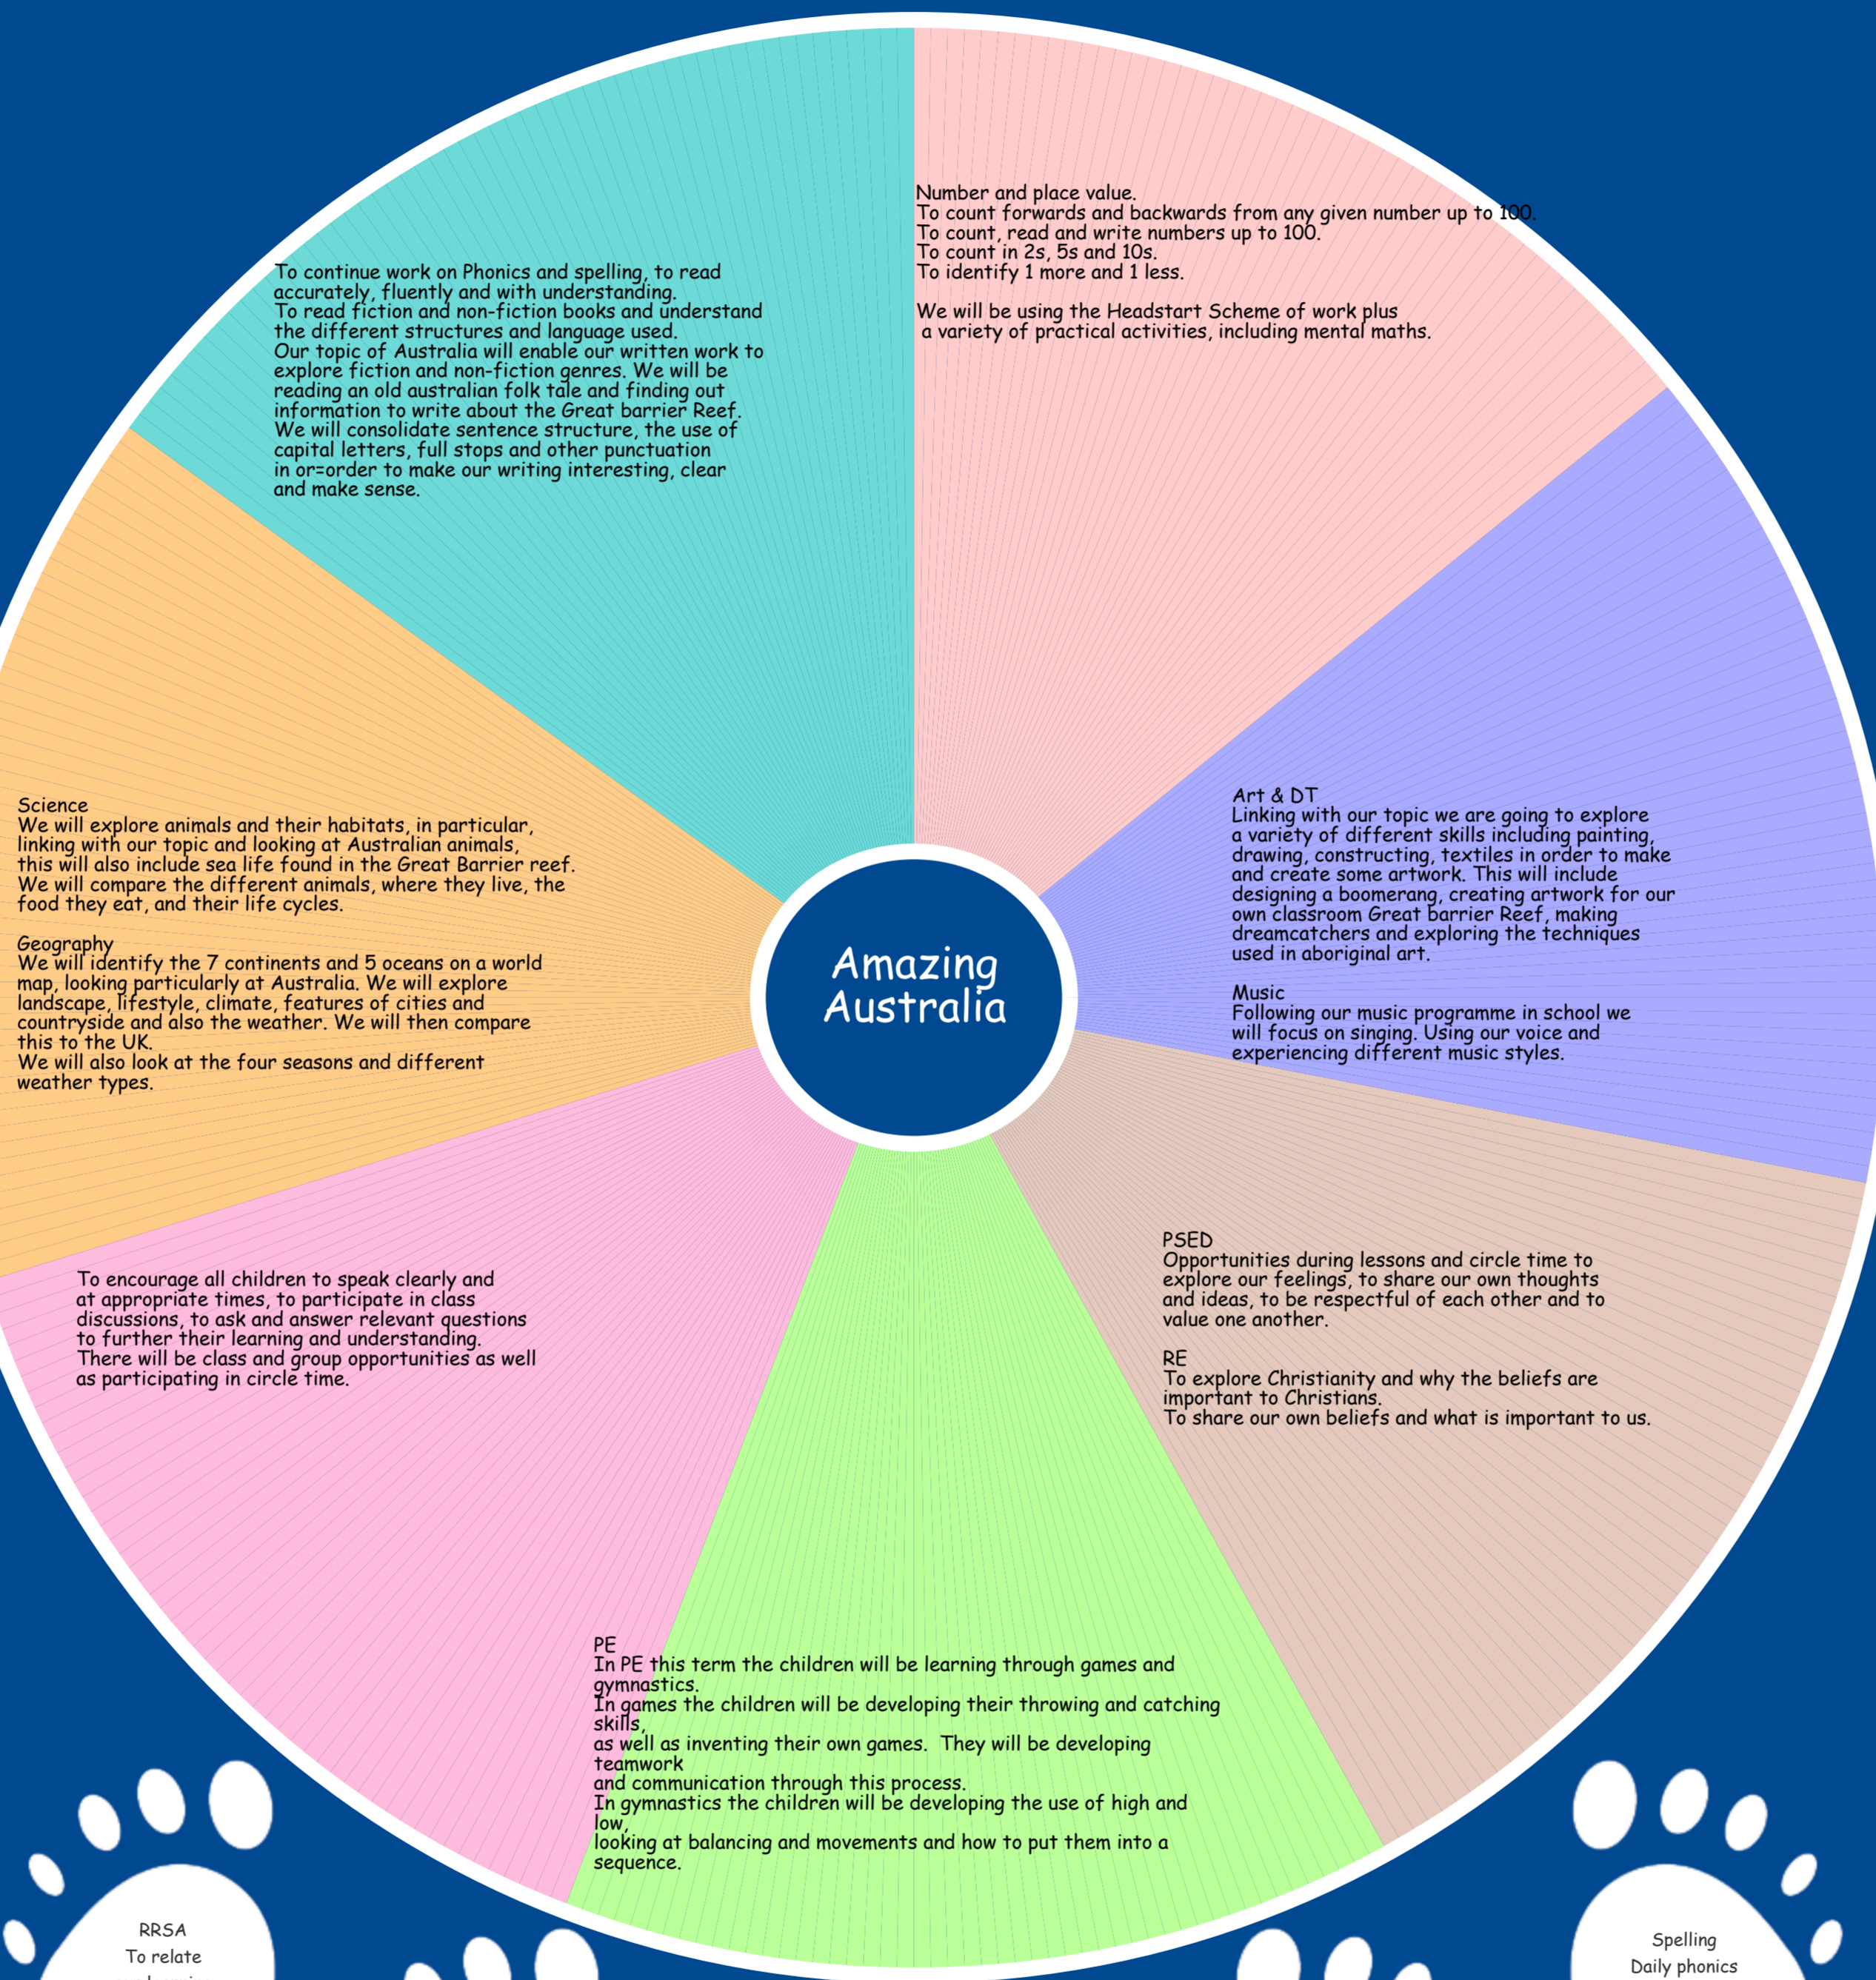 Number and place value.
To count forwards and backwards from any given number up to 100.
To count, read and write numbers up to 100.
To count in 2s, 5s and 10s.
To identify 1 more and 1 less.
We will be using the Headstart Scheme of work plus
a variety of practical activities, including mental maths.
To continue work on Phonics and spelling, to read
accurately, fluently and with understanding.
To read fiction and non-fiction books and understand
the different structures and language used.
Our topic of Australia will enable our written work to
explore fiction and non-fiction genres. We will be
reading an old australian folk tale and finding out
information to write about the Great barrier Reef.
We will consolidate sentence structure, the use of
capital letters, full stops and other punctuation
in or=order to make our writing interesting, clear
and make sense.
Science
We will explore animals and their habitats, in particular,
linking with our topic and looking at Australian animals,
this will also include sea life found in the Great Barrier reef.
We will compare the different animals, where they live, the
food they eat, and their life cycles.
Geography
We will identify the 7 continents and 5 oceans on a world
map, looking particularly at Australia. We will explore
landscape, lifestyle, climate, features of cities and
countryside and also the weather. We will then compare
this to the UK.
We will also look at the four seasons and different
weather types.
Amazing
Australia
Art & DT
Linking with our topic we are going to explore
a variety of different skills including painting,
drawing, constructing, textiles in order to make
and create some artwork. This will include
designing a boomerang, creating artwork for our
own classroom Great barrier Reef, making
dreamcatchers and exploring the techniques
used in aboriginal art.
Music
Following our music programme in school we
will focus on singing. Using our voice and
experiencing different music styles.
PSED
Opportunities during lessons and circle time to
explore our feelings, to share our own thoughts
and ideas, to be respectful of each other and to
value one another.
RE
To explore Christianity and why the beliefs are
important to Christians.
To share our own beliefs and what is important to us.
To encourage all children to speak clearly and
at appropriate times, to participate in class
discussions, to ask and answer relevant questions
to further their learning and understanding.
There will be class and group opportunities as well
as participating in circle time.
PE
In PE this term the children will be learning through games and
gymnastics.
In games the children will be developing their throwing and catching
skills,
as well as inventing their own games.  They will be developing
teamwork
and communication through this process.
In gymnastics the children will be developing the use of high and
low,
looking at balancing and movements and how to put them into a
sequence.
RRSA
To relate
Spelling
Daily phonics